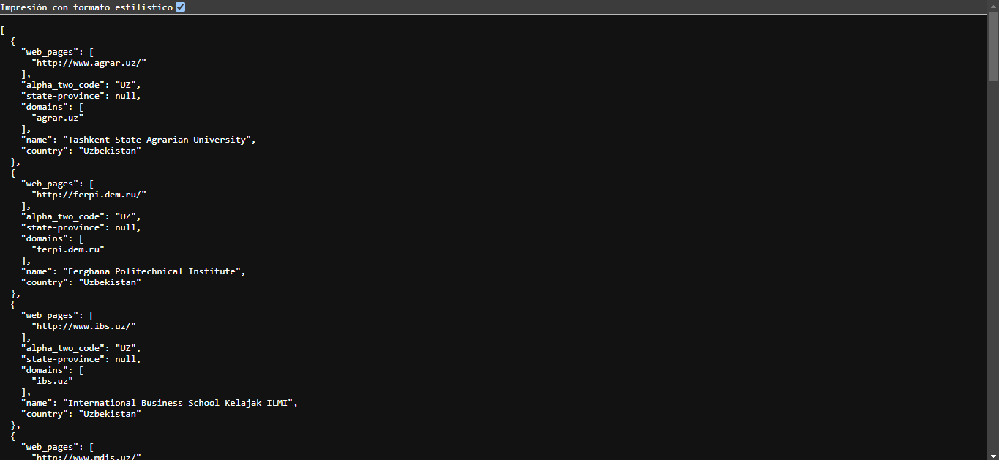 Impresión con formato estilístico
[
  {
    "web_pages": [
      "http://www.agrar.uz/"
    ],
    "alpha_two_code": "UZ",
    "state-province": null,
    "domains": [
      "agrar.uz"
    ],
    "name": "Tashkent State Agrarian University",
    "country": "Uzbekistan"
  },
  {
    "web_pages": [
      "http://ferpi.dem.ru/"
    ],
    "alpha_two_code": "UZ",
    "state-province": null,
    "domains": [
      "ferpi.dem.ru"
    ],
    "name": "Ferghana Politechnical Institute",
    "country": "Uzbekistan"
  },
  {
    "web_pages": [
      "http://www.ibs.uz/"
    ],
    "alpha_two_code": "UZ",
    "state-province": null,
    "domains": [
      "ibs.uz"
    ],
    "name": "International Business School Kelajak ILMI",
    "country": "Uzbekistan"
  },
  {
    "web_pages": [
      "http://www.mdis.uz/"